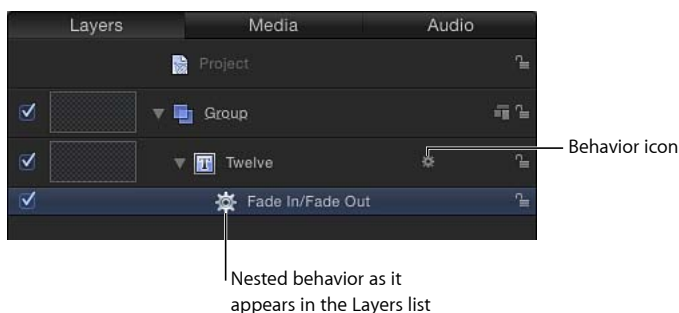 Layers Media Audio
Project
Group
Behavior icon
T Twelve
Fade In/Fade Out
Nested behavior as it
appears in the Layers list